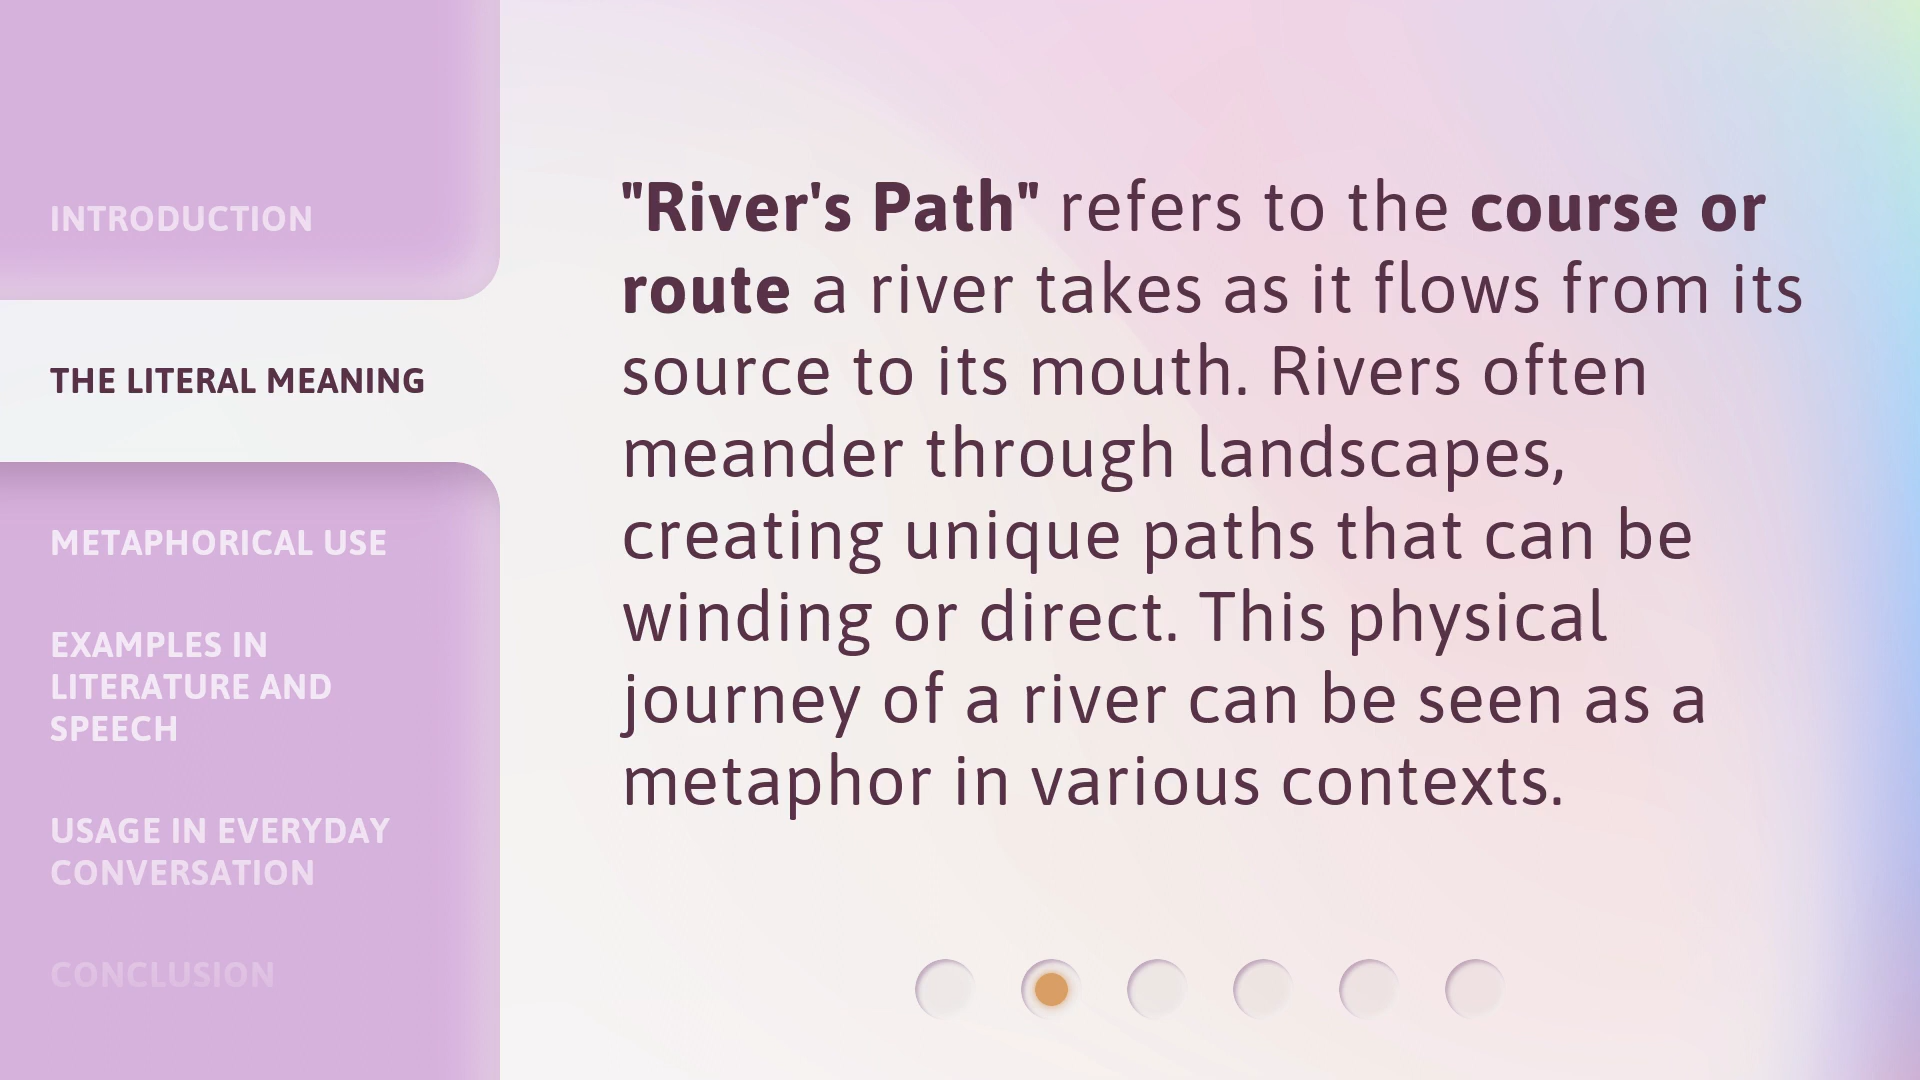 INTRODUCTION
THE LITERAL MEANING
METAPHORICAL USE
EXAMPLES IN
LITERATURE AND
SPEECH
USAGE IN EVERYDAY
CONVERSATION
CONCLUSION
"River's Path" refers to the course or
route a river takes as it flows from its
source to its mouth. Rivers often
meander through landscapes,
creating unique paths that can be
winding or direct. This physical
journey of a river can be seen as a
metaphor in various contexts.